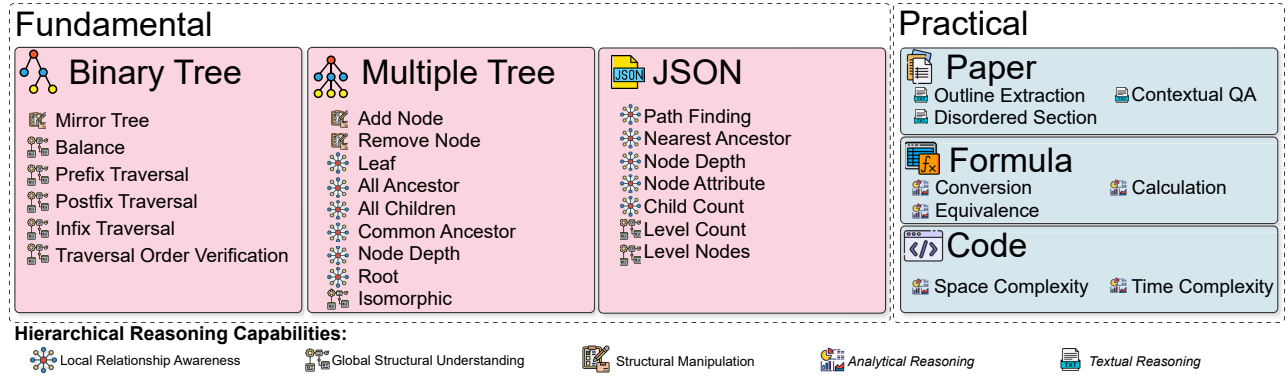 Fundamental
Binary Tree
Mirror Tree
Balance
Prefix Traversal
Postfix Traversal
Infix Traversal
Traversal Order Verification
Multiple Tree
Add Node
Remove Node
Leaf
All Ancestor
All Children
Common Ancestor
Node Depth
Root
Isomorphic
JSON
JSON
Path Finding
Nearest Ancestor
Node Depth
Node Attribute
Child Count
Level Count
Level Nodes
Practical
Paper
Outline Extraction
Contextual QA
Disordered Section
Formula
Conversion
Calculation
Equivalence
Code
Space Complexity
Time Complexity
Hierarchical Reasoning Capabilities:
Local Relationship Awareness
Global Structural Understanding
Structural Manipulation
Analytical Reasoning
Textual Reasoning